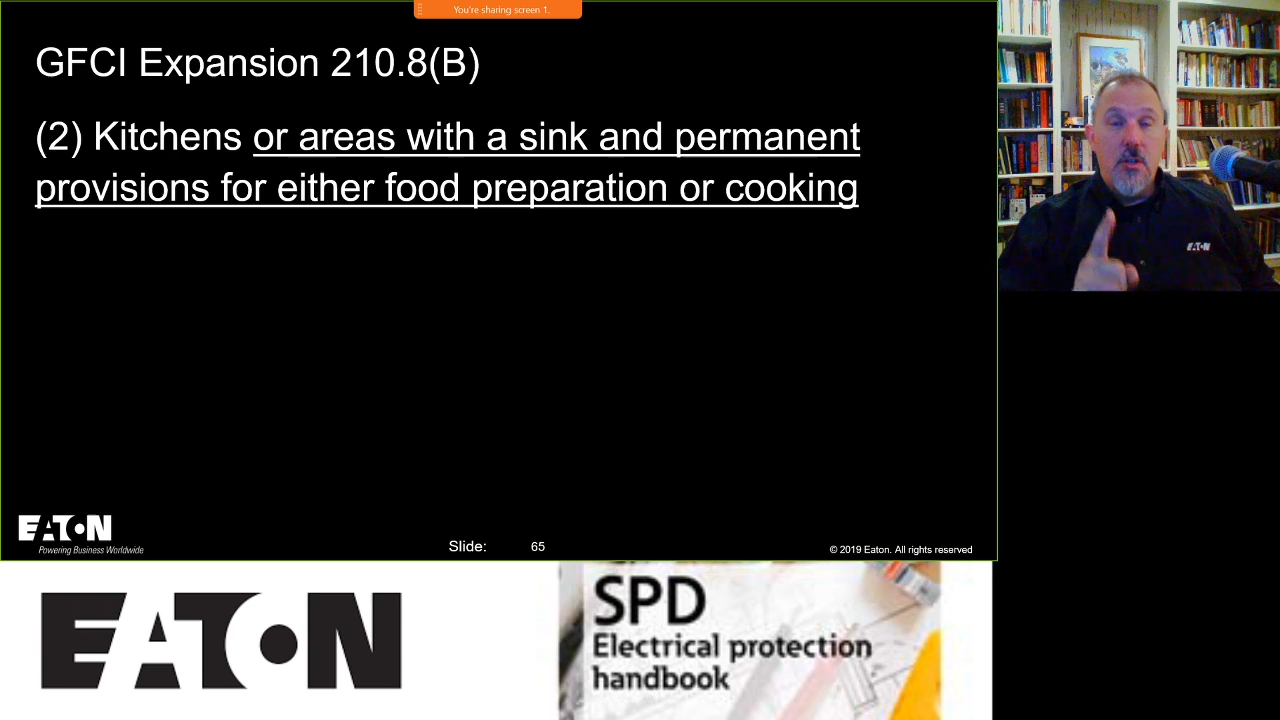 You're sharing screen 1.
GFCI Expansion 210.8(B)
(2) Kitchens or areas with a sink and permanent
provisions for either food preparation or cooking
EATON
Powering Business Worldwide
Slide: 65
© 2019 Eaton. All rights reserved
EATON
EATON
SPD
Electrical protection
handbook